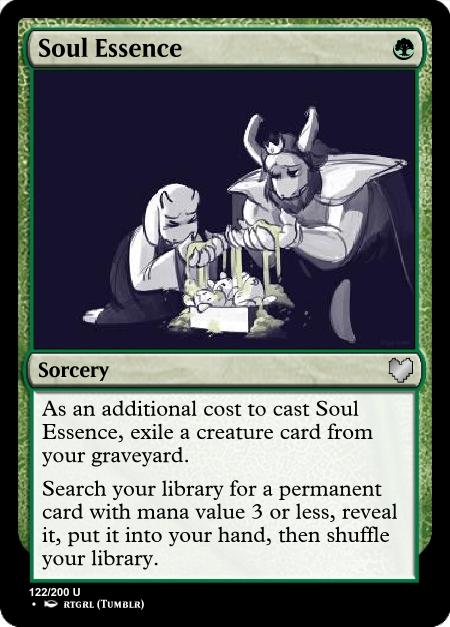 Soul Essence
Sorcery
As an additional cost to cast Soul
Essence, exile a creature card from
your graveyard.
Search your library for a permanent
card with mana value 3 or less, reveal
it, put it into your hand, then shuffle
your library.
122/200 U
• RTGRL (TUMBLR)